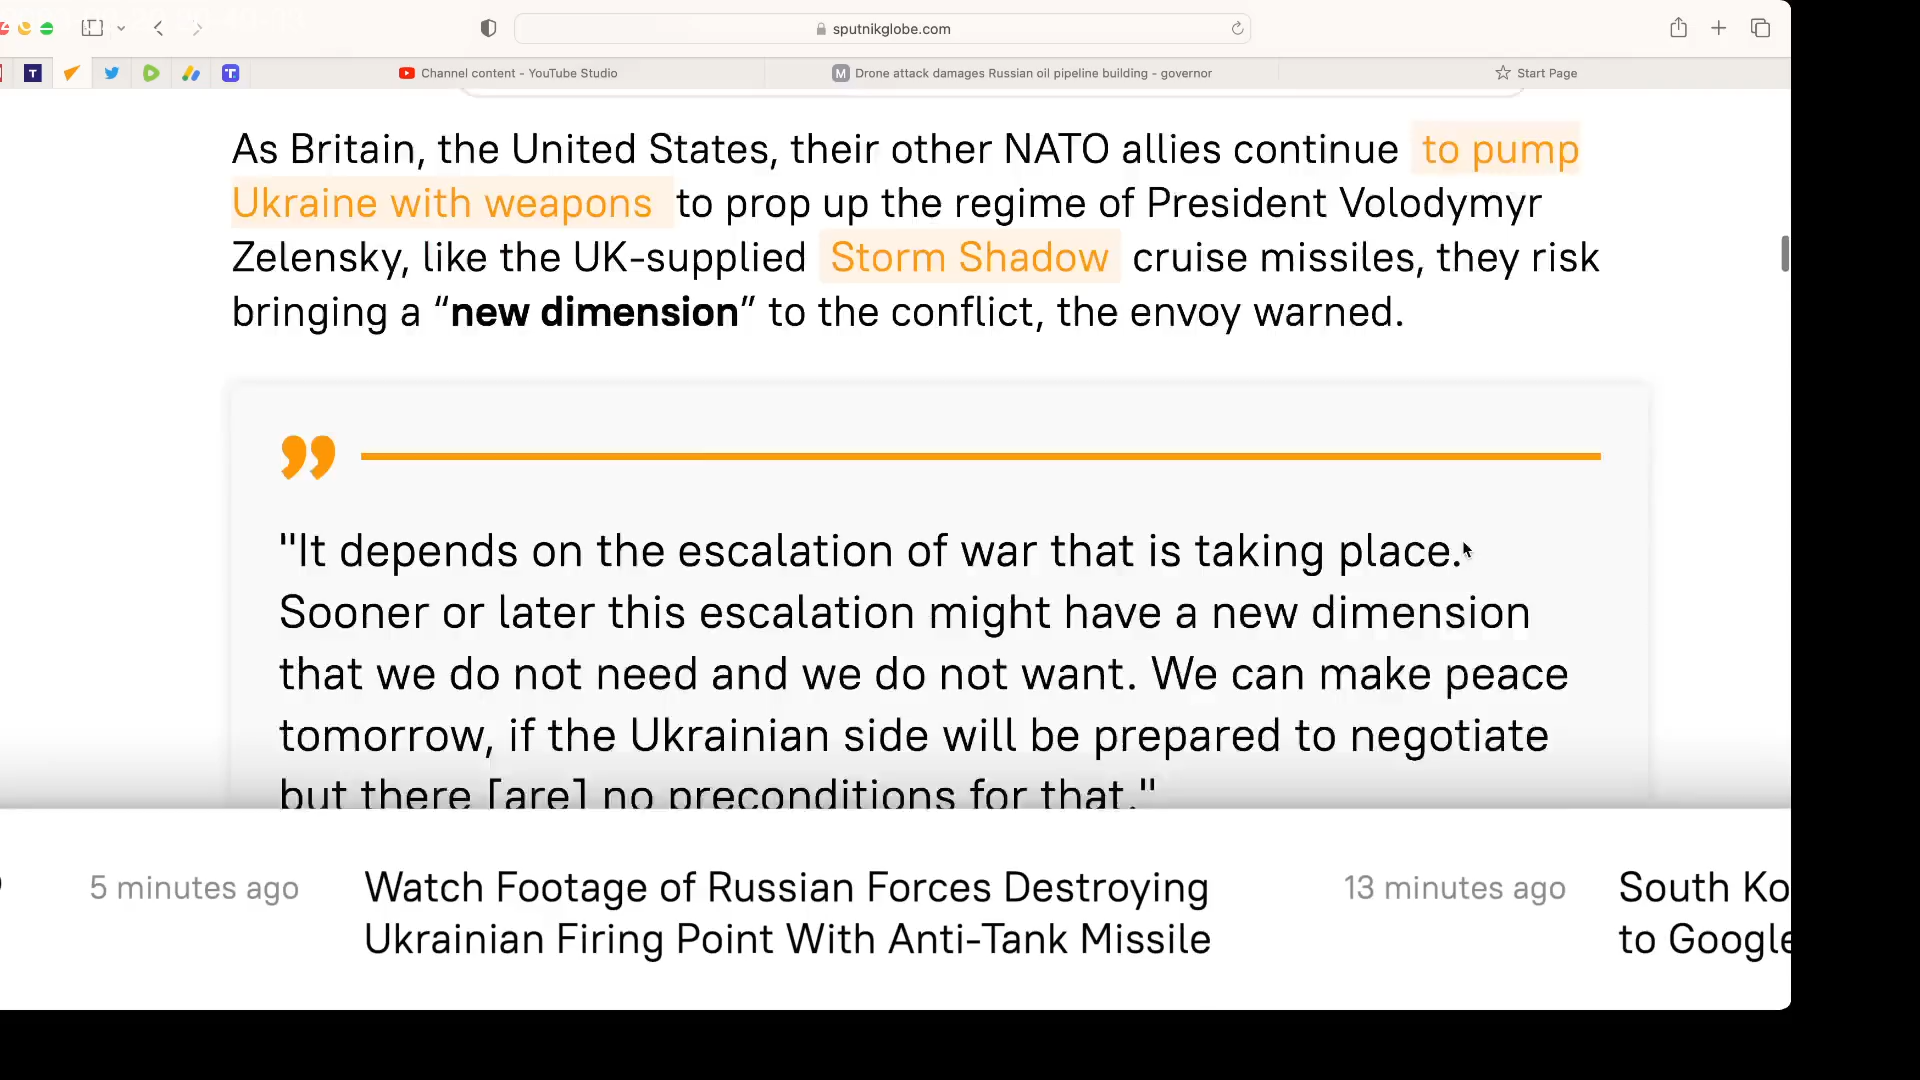 sputnikglobe.com
Channel content - YouTube Studio
Drone attack damages Russian oil pipeline building - governor
Start Page
As Britain, the United States, their other NATO allies continue to pump
Ukraine with weapons to prop up the regime of President Volodymyr
Zelensky, like the UK-supplied Storm Shadow cruise missiles, they risk
bringing a “new dimension” to the conflict, the envoy warned.
"It depends on the escalation of war that is taking place.
Sooner or later this escalation might have a new dimension
that we do not need and we do not want. We can make peace
tomorrow, if the Ukrainian side will be prepared to negotiate
but there [are] no preconditions for that."
5 minutes ago
Watch Footage of Russian Forces Destroying
Ukrainian Firing Point With Anti-Tank Missile
13 minutes ago
South Ko
to Google